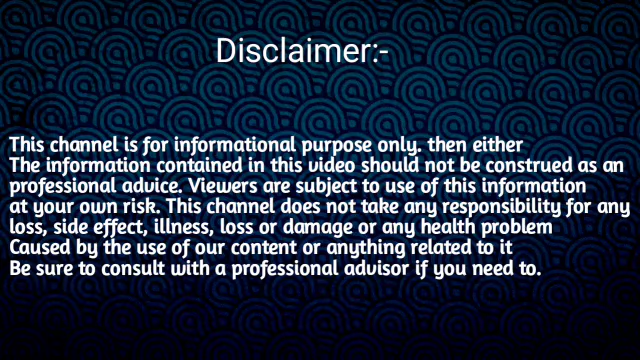 Disclaimer:-
This channel is for informational purpose only. then either
The information contained in this video should not be construed as an
professional advice. Viewers are subject to use of this information
at your own risk. This channel does not take any responsibility for any
loss, side effect, illness, loss or damage or any health problem
Caused by the use of our content or anything related to it
Be sure to consult with a professional advisor if you need to.